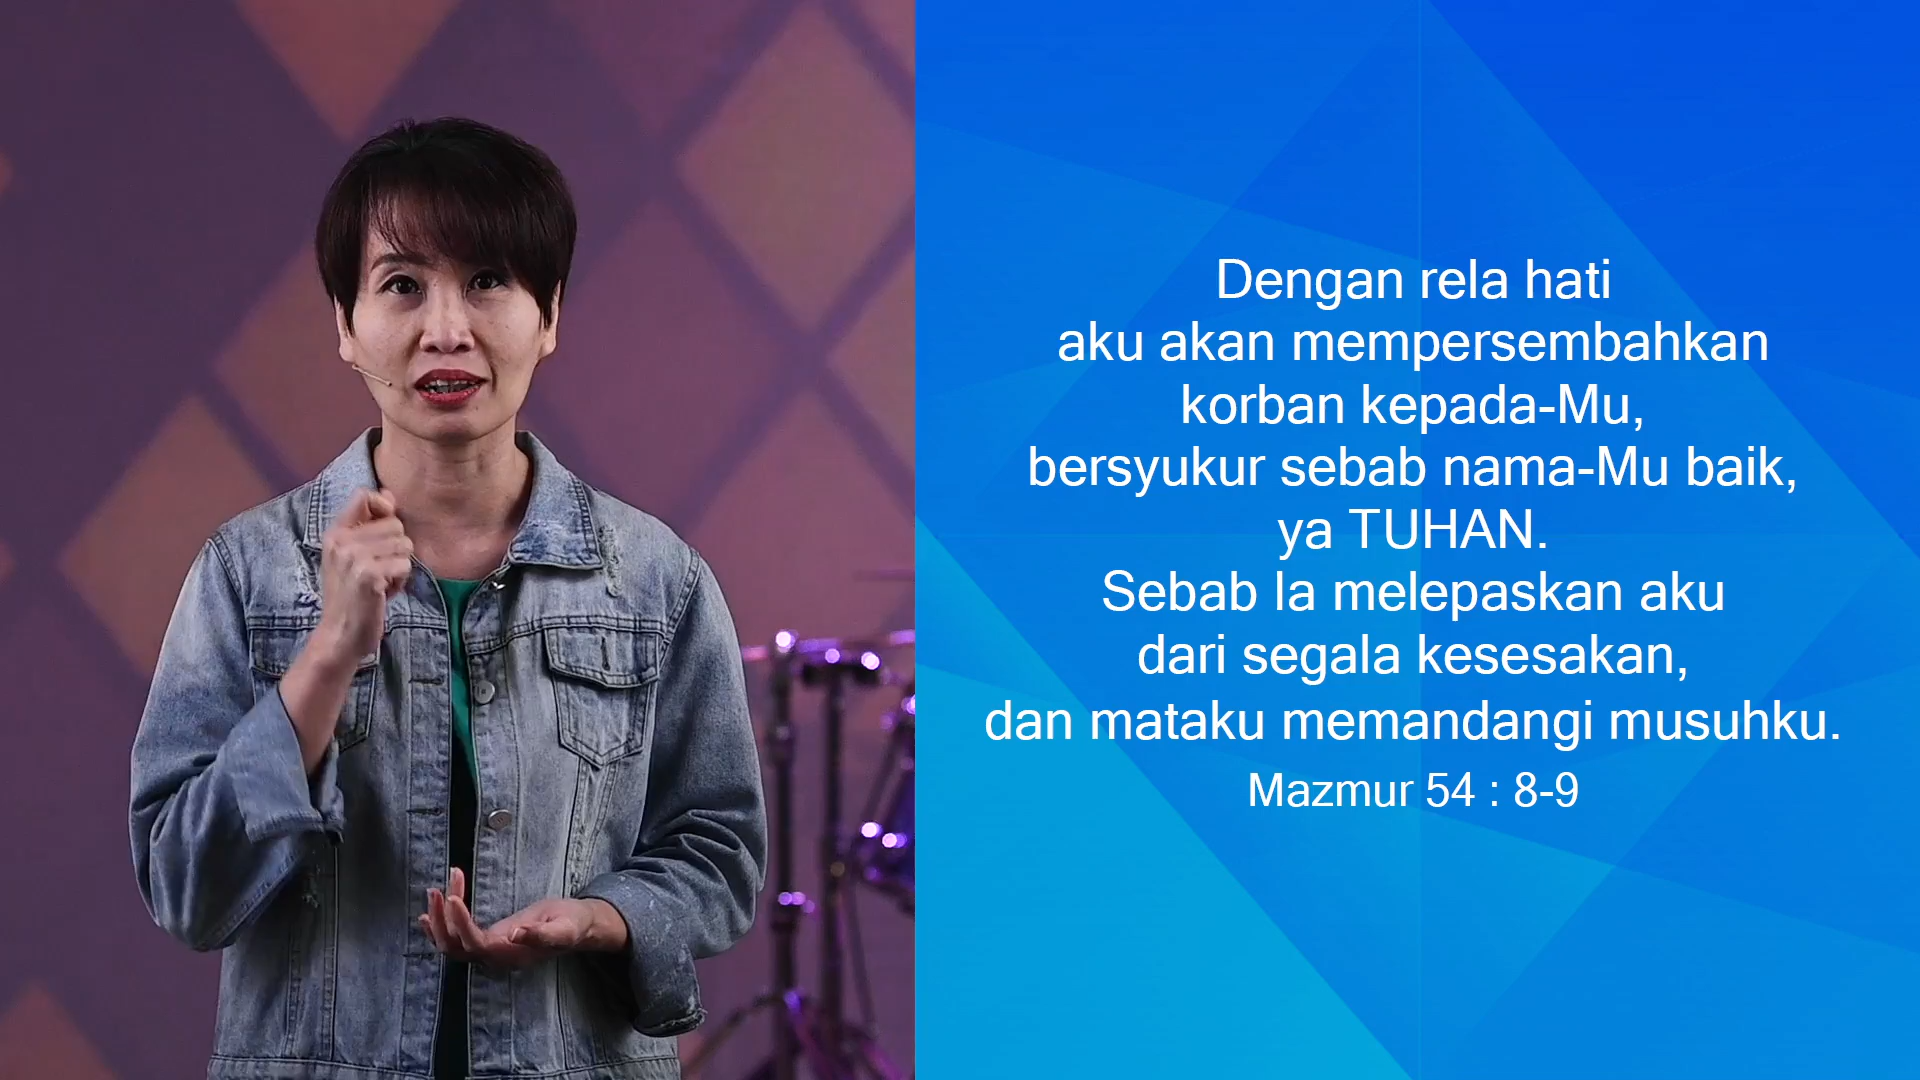 Dengan rela hati
aku akan mempersembahkan
korban kepada-Mu,
bersyukur sebab nama-Mu baik,
ya TUHAN.
Sebab Ia melepaskan aku
dari segala kesesakan,
dan mataku memandangi musuhku.
Mazmur 54 : 8-9